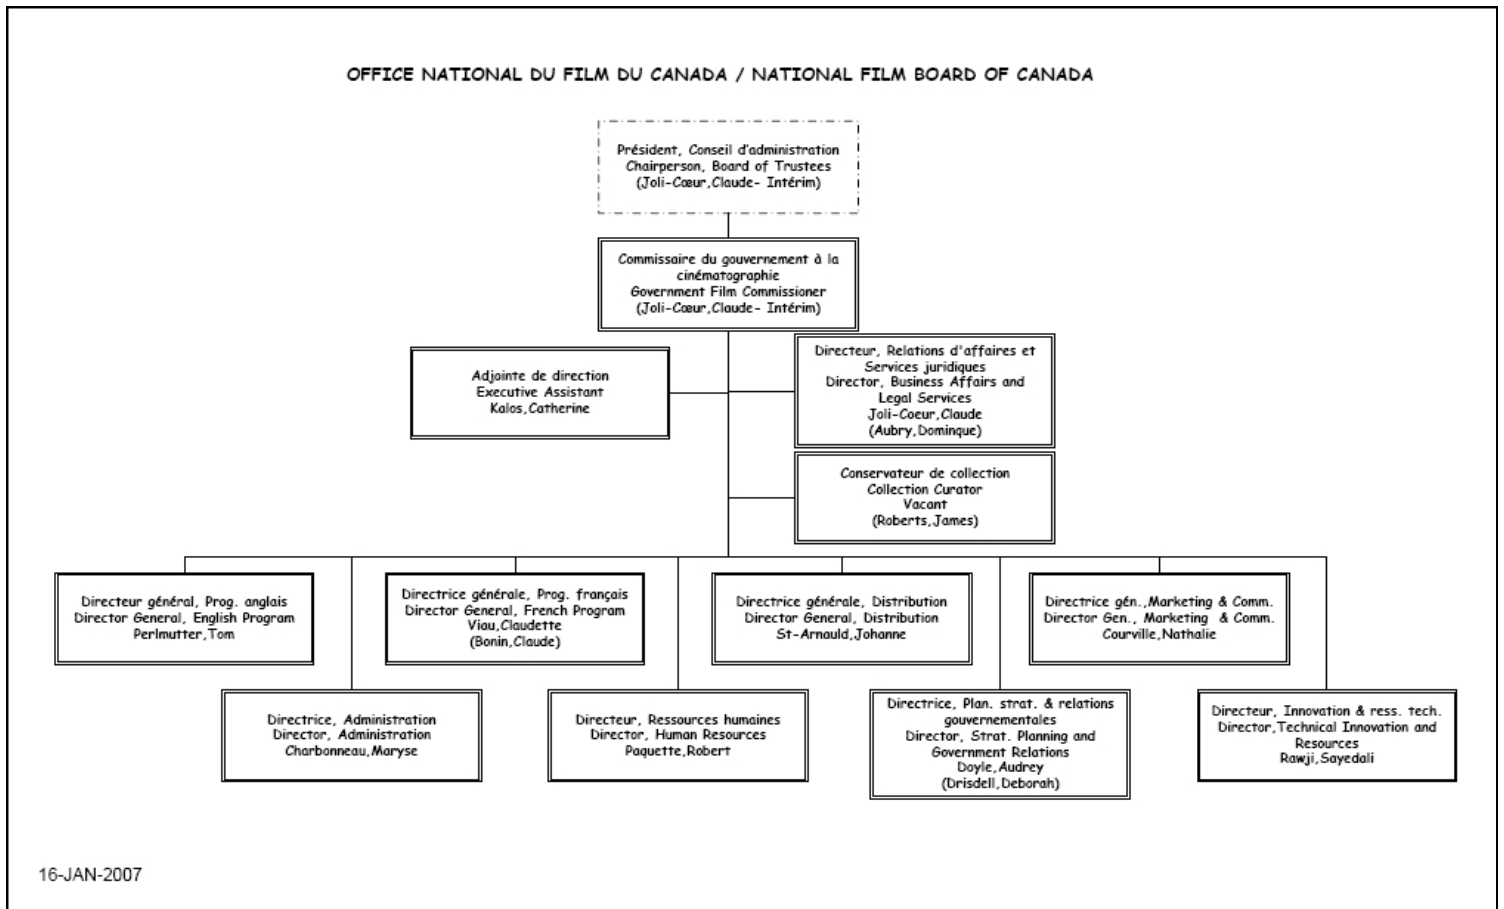 OFFICE NATIONAL DU FILM DU CANADA / NATIONAL FILM BOARD OF CANADA
Président, Conseil d'administration
Chairperson, Board of Trustees
(Joli-Cœur,Claude- Intérim)
Commissaire du gouvernement à la
cinématographie
Government Film Commissioner
(Joli-Cœur,Claude- Intérim)
Adjointe de direction
Executive Assistant
Kalos,Catherine
Directeur, Relations d'affaires et
Services juridiques
Director, Business Affairs and
Legal Services
Joli-Coeur,Claude
(Aubry,Dominque)
Conservateur de collection
Collection Curator
Vacant
(Roberts,James)
Directeur général, Prog. anglais
Director General, English Program
Perlmutter,Tom
Directrice générale, Prog. français
Director General, French Program
Viau,Claudette
(Bonin,Claude)
Directrice générale, Distribution
Director General, Distribution
St-Arnauld,Johanne
Directrice gén.,Marketing & Comm.
Director Gen., Marketing & Comm.
Courville,Nathalie
Directrice, Administration
Director, Administration
Charbonneau,Maryse
Directeur, Ressources humaines
Director, Human Resources
Paquette,Robert
Directrice, Plan. strat. & relations
gouvernementales
Director, Strat. Planning and
Government Relations
Doyle,Audrey
(Drisdell,Deborah)
Directeur, Innovation & ress. tech.
Director,Technical Innovation and
Resources
Rawji,Sayedali
16-JAN-2007